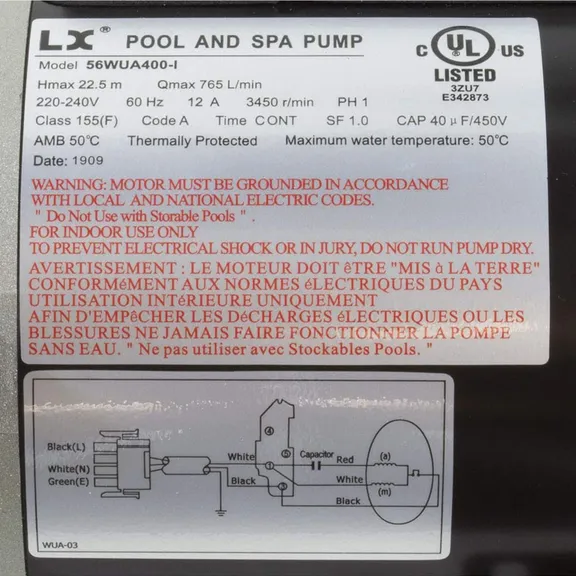 LX® POOL AND SPA PUMP
Model 56WUA400-I
Hmax 22.5 m Qmax 765 L/min
220-240V 60 Hz 12 A 3450 r/min PH 1
Class 155(F) Code A Time CONT SF 1.0 CAP 40 μF/450V
AMB 50℃ Thermally Protected Maximum water temperature: 50℃
Date: 1909
C UL US
®
LISTED
3ZU7
E342873
WARNING: MOTOR MUST BE GROUNDED IN ACCORDANCE
WITH LOCAL AND NATIONAL ELECTRIC CODES.
" Do Not Use with Storable Pools " .
FOR INDOOR USE ONLY
TO PREVENT ELECTRICAL SHOCK OR IN JURY, DO NOT RUN PUMP DRY.
AVERTISSEMENT : LE MOTEUR DOIT êTRE "MIS à LA TERRE"
CONFORMéMENT AUX NORMES éLECTRIQUES DU PAYS
UTILISATION INTéRIEURE UNIQUEMENT
AFIN D'EMPêCHER LES DéCHARGES éLECTRIQUES OU LES
BLESSURES NE JAMAIS FAIRE FONCTIONNER LA POMPE
SANS EAU. " Ne pas utiliser avec Stockables Pools. "
Black(L)
White(N)
Green(E)
White
Black
4
5
1
3
Capacitor
Red
White
Black
(a)
(m)
WUA-03